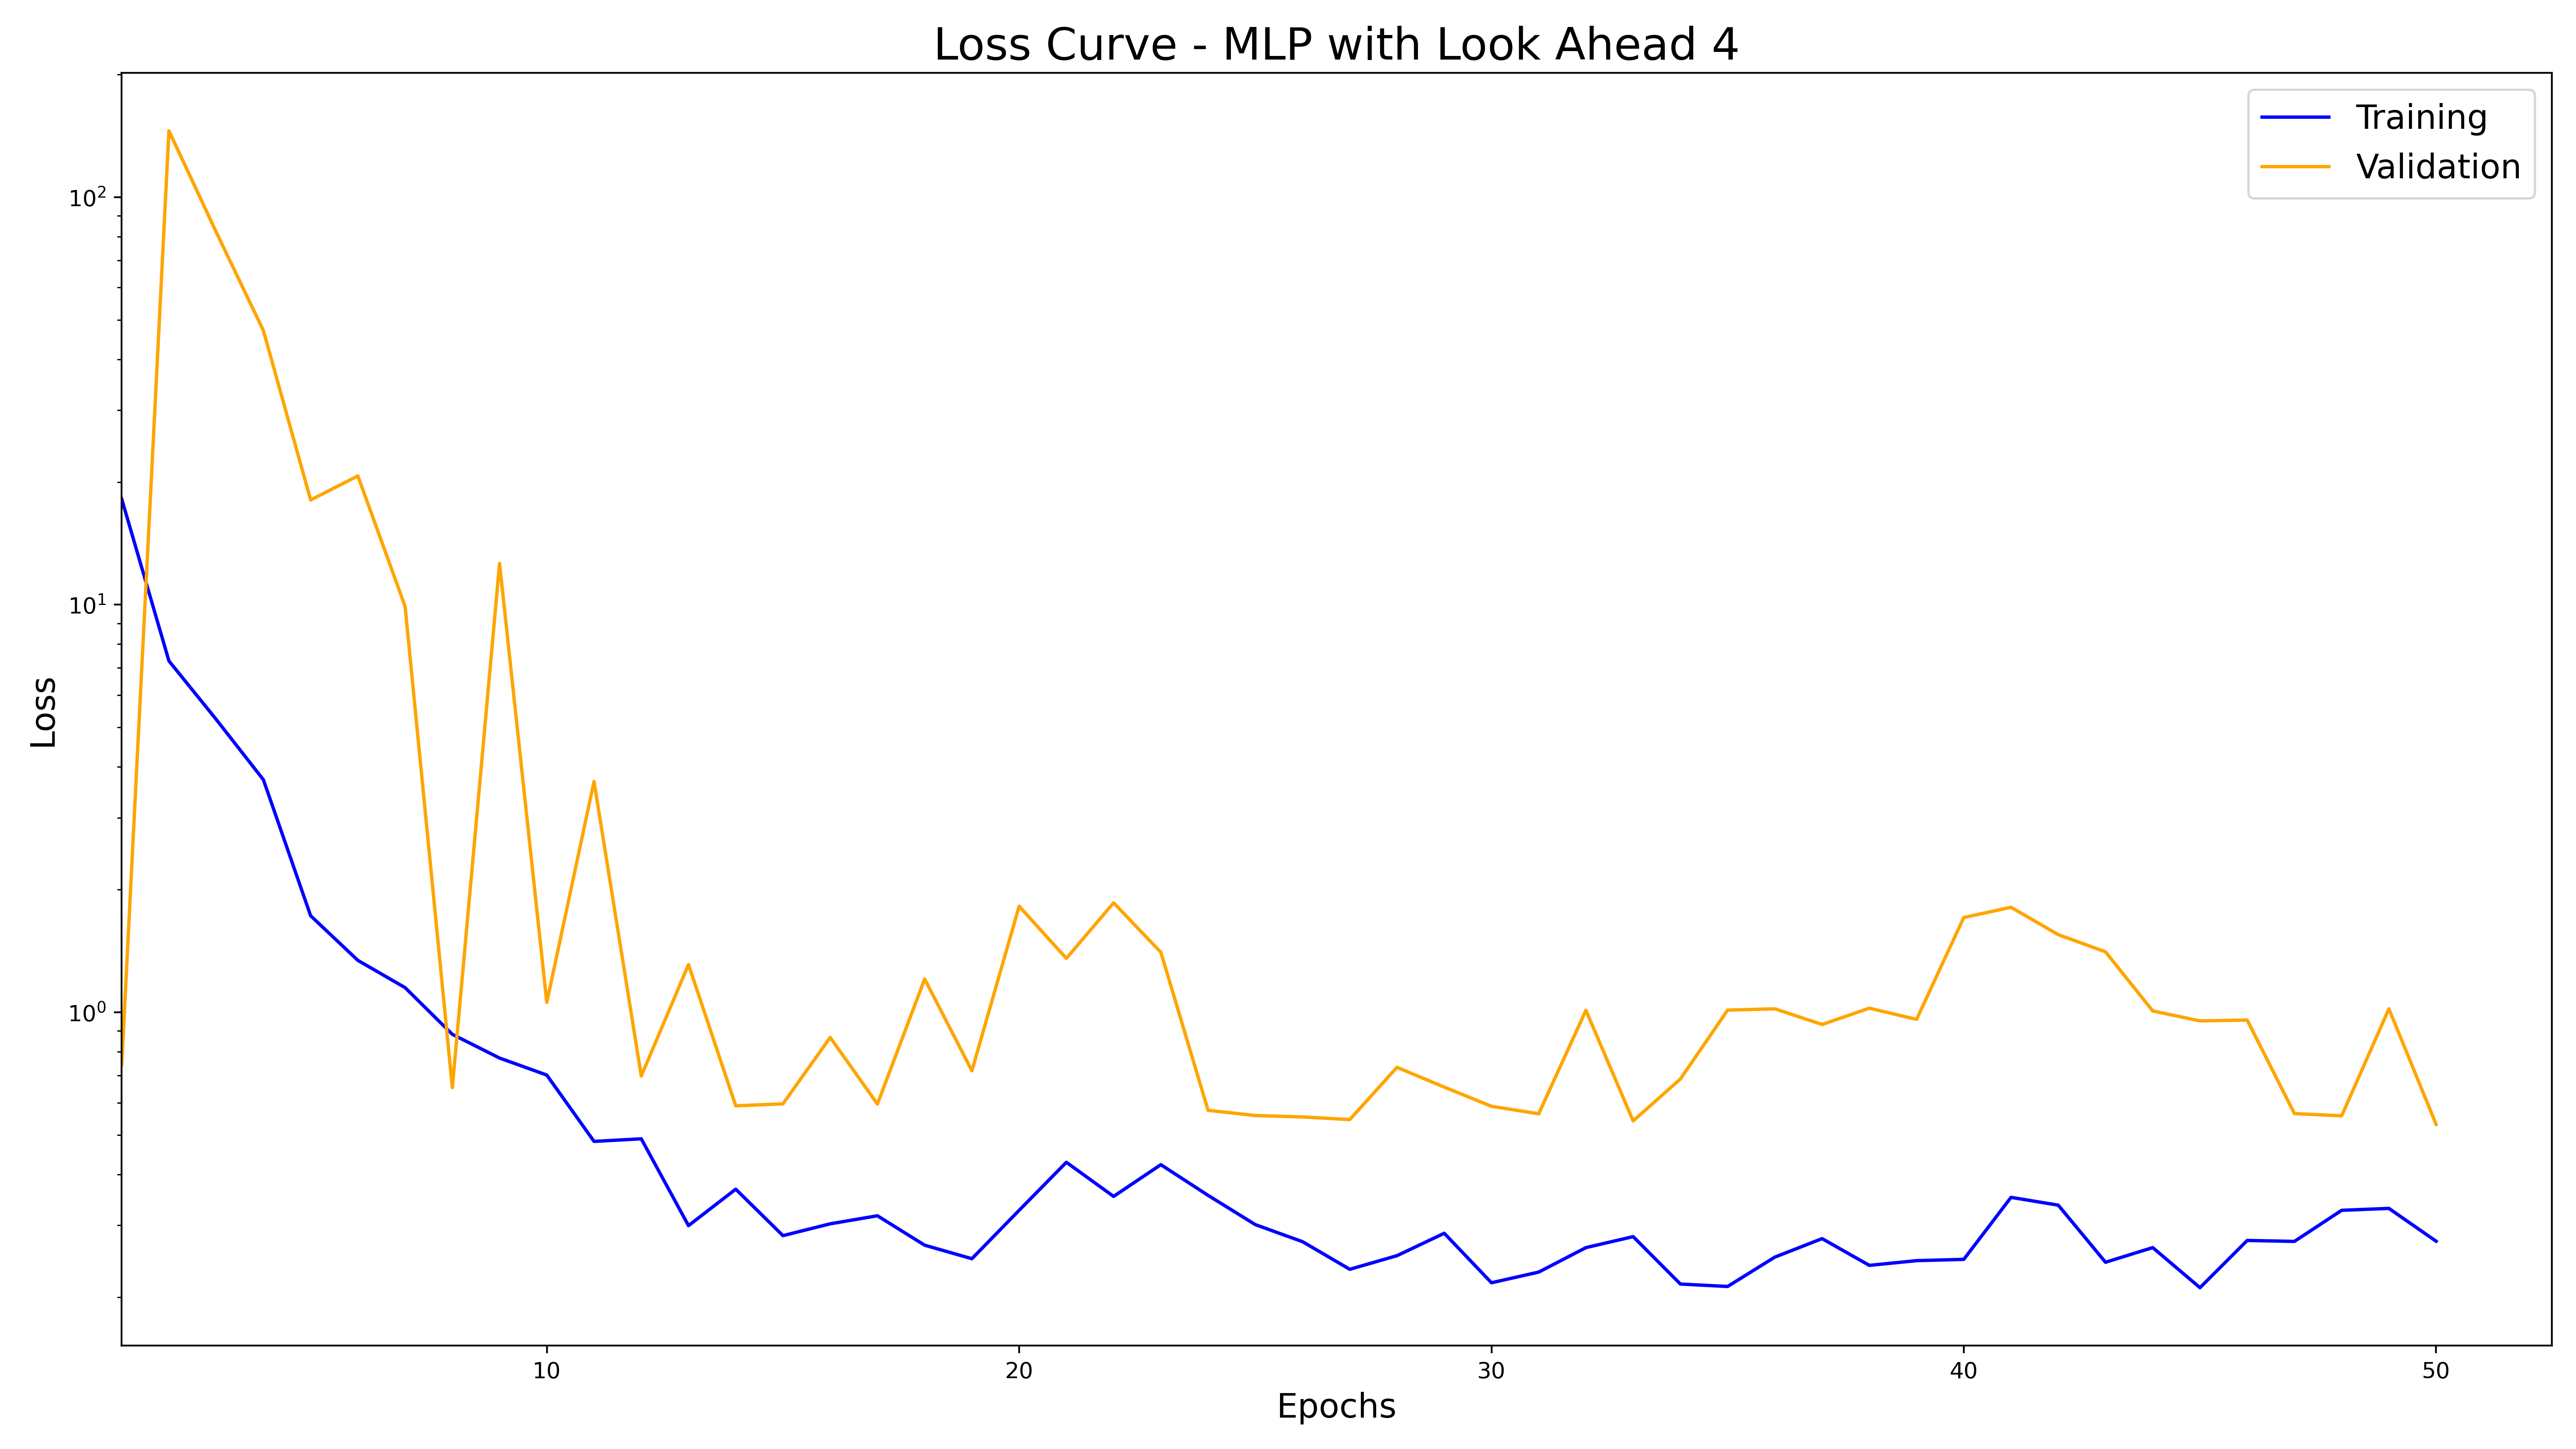 Loss Curve - MLP with Look Ahead 4
Training
Validation
10²
10¹
10⁰
Loss
10 20 30 40 50
Epochs